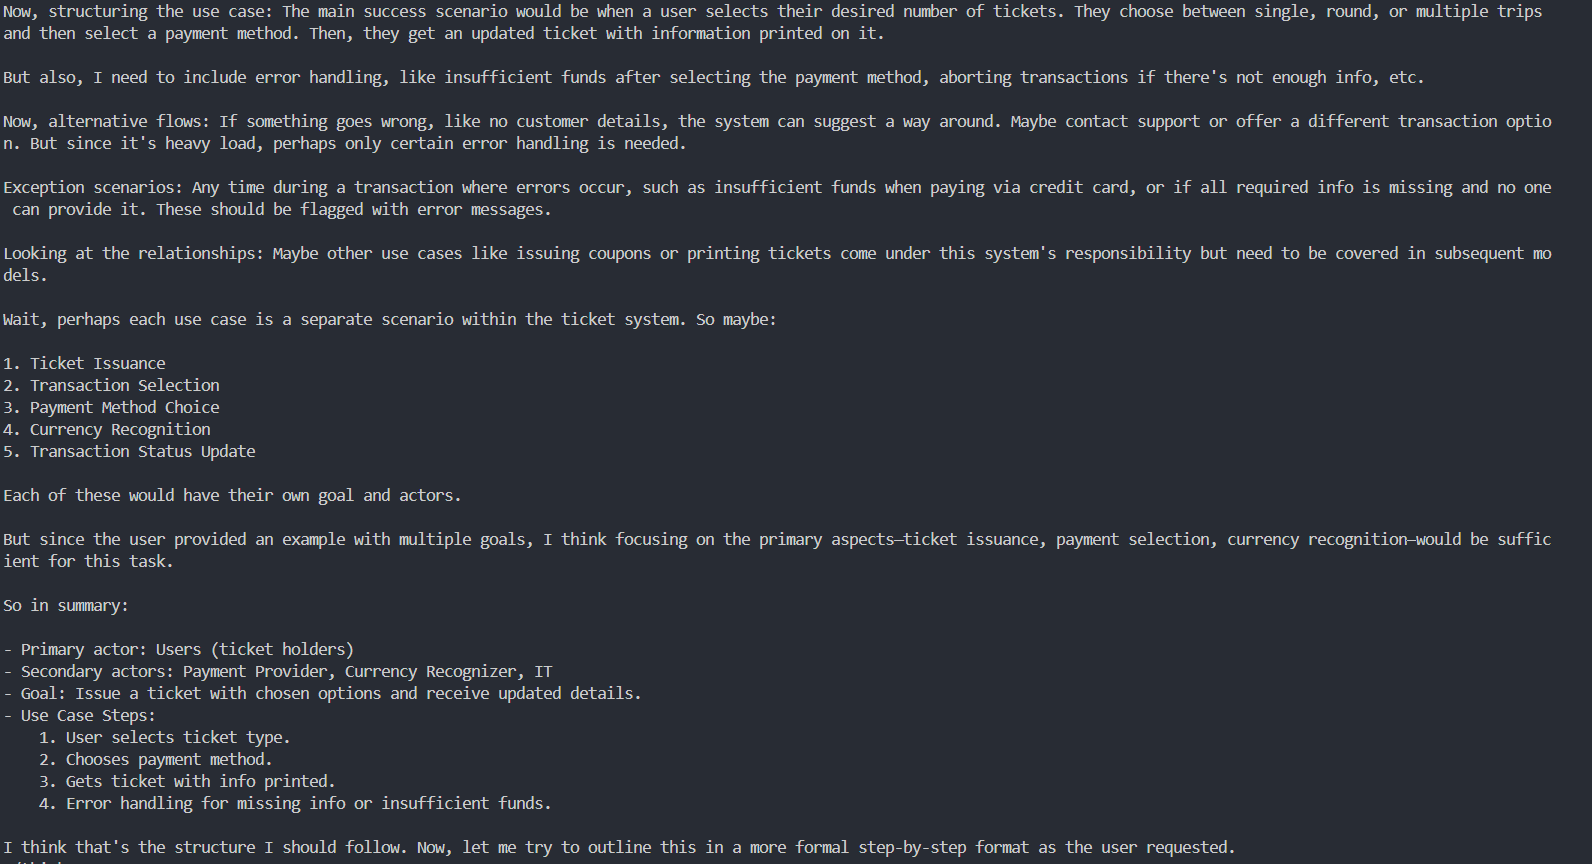 Now, structuring the use case: The main success scenario would be when a user selects their desired number of tickets. They choose between single, round, or multiple trips
and then select a payment method. Then, they get an updated ticket with information printed on it.
But also, I need to include error handling, like insufficient funds after selecting the payment method, aborting transactions if there's not enough info, etc.
Now, alternative flows: If something goes wrong, like no customer details, the system can suggest a way around. Maybe contact support or offer a different transaction optio
n. But since it's heavy load, perhaps only certain error handling is needed.
Exception scenarios: Any time during a transaction where errors occur, such as insufficient funds when paying via credit card, or if all required info is missing and no one
can provide it. These should be flagged with error messages.
Looking at the relationships: Maybe other use cases like issuing coupons or printing tickets come under this system's responsibility but need to be covered in subsequent mo
dels.
Wait, perhaps each use case is a separate scenario within the ticket system. So maybe:
1. Ticket Issuance
2. Transaction Selection
3. Payment Method Choice
4. Currency Recognition
5. Transaction Status Update
Each of these would have their own goal and actors.
But since the user provided an example with multiple goals, I think focusing on the primary aspects—ticket issuance, payment selection, currency recognition—would be suffic
ient for this task.
So in summary:
- Primary actor: Users (ticket holders)
- Secondary actors: Payment Provider, Currency Recognizer, IT
- Goal: Issue a ticket with chosen options and receive updated details.
- Use Case Steps:
1. User selects ticket type.
2. Chooses payment method.
3. Gets ticket with info printed.
4. Error handling for missing info or insufficient funds.
I think that's the structure I should follow. Now, let me try to outline this in a more formal step-by-step format as the user requested.